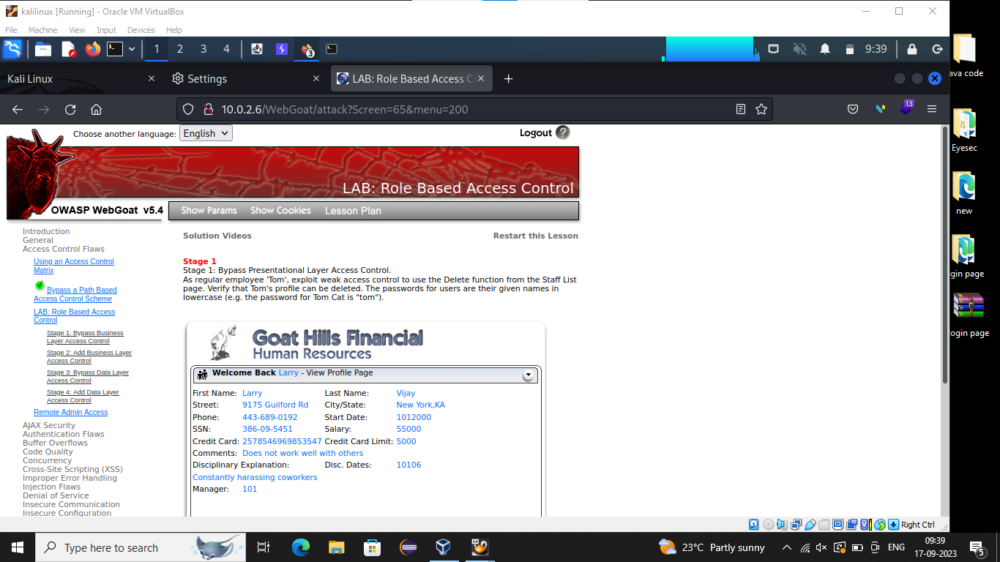 kalilinux [Running] - Oracle VM VirtualBox
File Machine View Input Devices Help
1 2 3 4 3 9:39
Kali Linux Settings LAB: Role Based Access Co
10.0.2.6/WebGoat/attack?Screen=65&menu=200 13
Choose another language: English Logout ?
LAB: Role Based Access Control
OWASP WebGoat v5.4 Show Params Show Cookies Lesson Plan
Introduction
General
Access Control Flaws
Using an Access Control
Matrix
Bypass a Path Based
Access Control Scheme
LAB: Role Based Access
Control
Stage 1: Bypass Business
Layer Access Control
Stage 2: Add Business Layer
Access Control
Stage 3: Bypass Data Layer
Access Control
Stage 4: Add Data Layer
Access Control
Remote Admin Access
AJAX Security
Authentication Flaws
Buffer Overflows
Code Quality
Concurrency
Cross-Site Scripting (XSS)
Improper Error Handling
Injection Flaws
Denial of Service
Insecure Communication
Insecure Configuration
Solution Videos Restart this Lesson
Stage 1
Stage 1: Bypass Presentational Layer Access Control.
As regular employee 'Tom', exploit weak access control to use the Delete function from the Staff List
page. Verify that Tom's profile can be deleted. The passwords for users are their given names in
lowercase (e.g. the password for Tom Cat is "tom").
Goat Hills Financial
Human Resources
Welcome Back Larry - View Profile Page
First Name: Larry Last Name: Vijay
Street: 9175 Guilford Rd City/State: New York,KA
Phone: 443-689-0192 Start Date: 1012000
SSN: 386-09-5451 Salary: 55000
Credit Card: 2578546969853547 Credit Card Limit: 5000
Comments: Does not work well with others
Disciplinary Explanation: Disc. Dates: 10106
Constantly harassing coworkers
Manager: 101
ava code
JS
Eyesec
new
gin page
ogin page
Right Ctrl
Type here to search 23°C Partly sunny ENG 09:39
17-09-2023 5